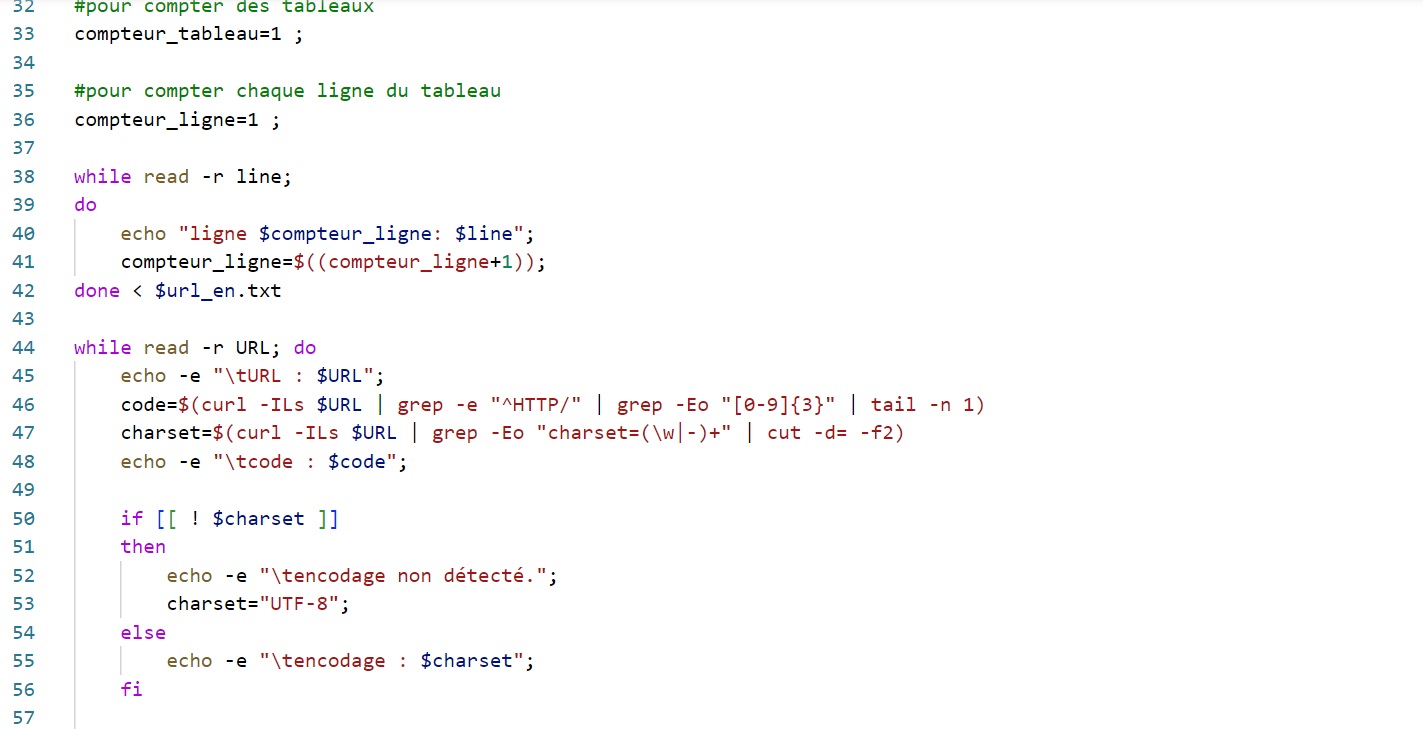 32 #pour compter des tableaux
33 compteur_tableau=1 ;
34
35 #pour compter chaque ligne du tableau
36 compteur_ligne=1 ;
37
38 while read -r line;
39 do
40     echo "ligne $compteur_ligne: $line";
41     compteur_ligne=$((compteur_ligne+1));
42 done < $url_en.txt
43
44 while read -r URL; do
45     echo -e "\tURL : $URL";
46     code=$(curl -ILs $URL | grep -e "^HTTP/" | grep -Eo "[0-9]{3}" | tail -n 1)
47     charset=$(curl -ILs $URL | grep -Eo "charset=(\w|-)+" | cut -d= -f2)
48     echo -e "\tcode : $code";
49
50     if [[ ! $charset ]]
51     then
52         echo -e "\tencodage non détecté.";
53         charset="UTF-8";
54     else
55         echo -e "\tencodage : $charset";
56     fi
57